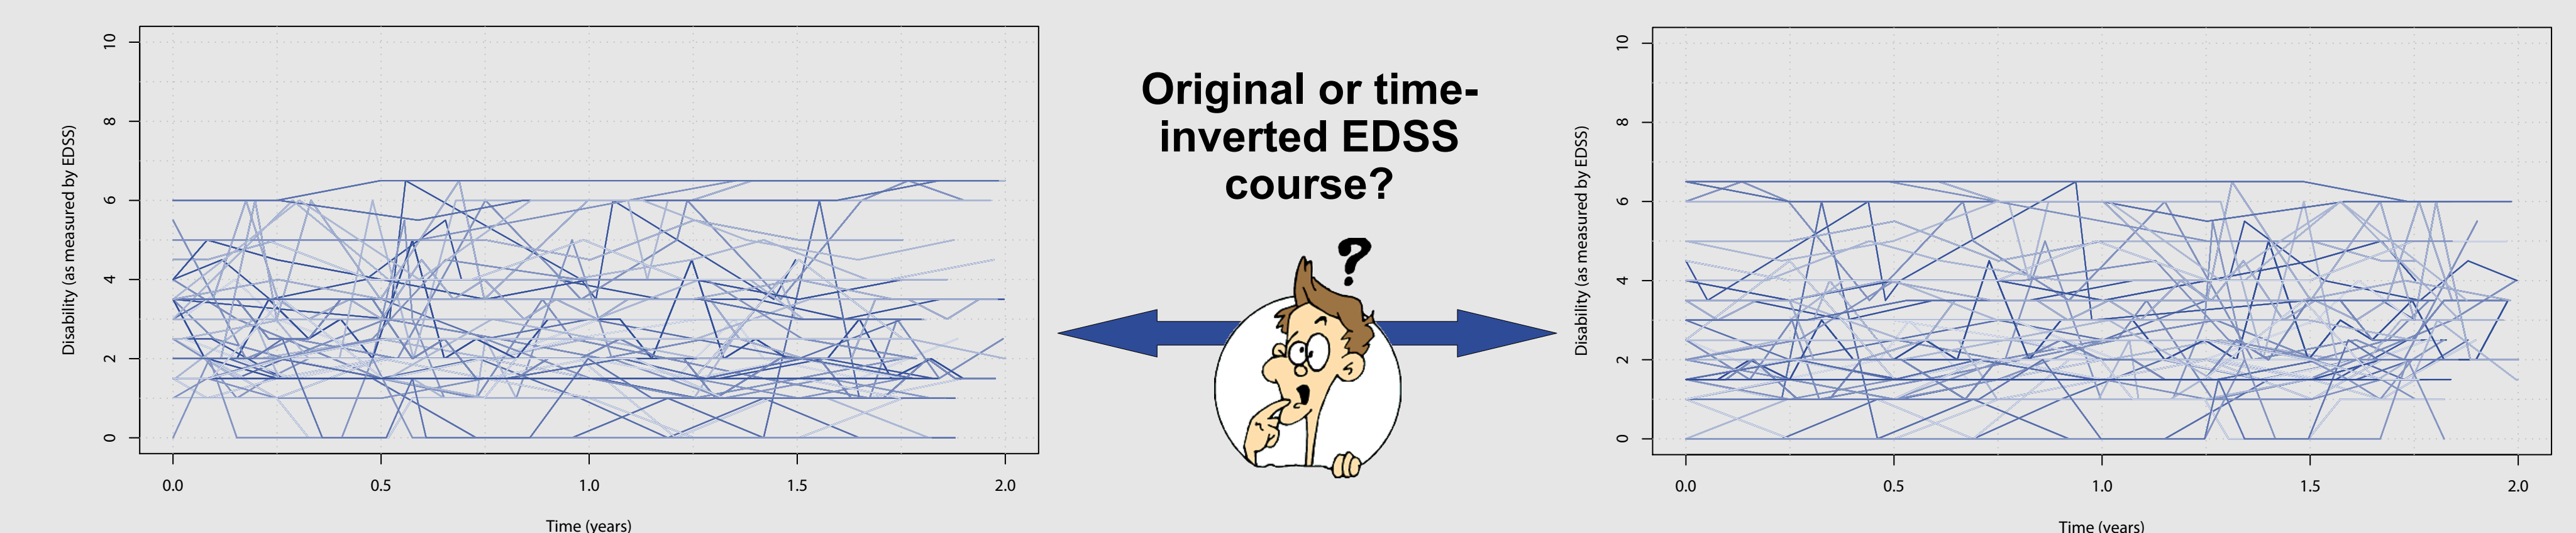 Disability (as measured by EDSS)
10
8
6
4
2
0
0.0 0.5 1.0 1.5 2.0
Time (years)
Original or time-
inverted EDSS
course?
?
Disability (as measured by EDSS)
10
8
6
4
2
0
0.0 0.5 1.0 1.5 2.0
Time (years)